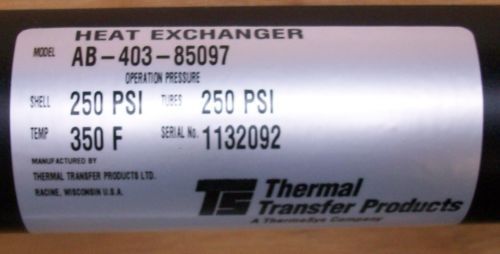 HEAT EXCHANGER
MODEL AB-403-85097
OPERATION PRESSURE
SHELL 250 PSI TUBES 250 PSI
TEMP 350 F SERIAL No. 1132092
MANUFACTURED BY
THERMAL TRANSFER PRODUCTS LTD.
RACINE, WISCONSIN U.S.A.
TTP Thermal
Transfer Products
A ThermaSys Company